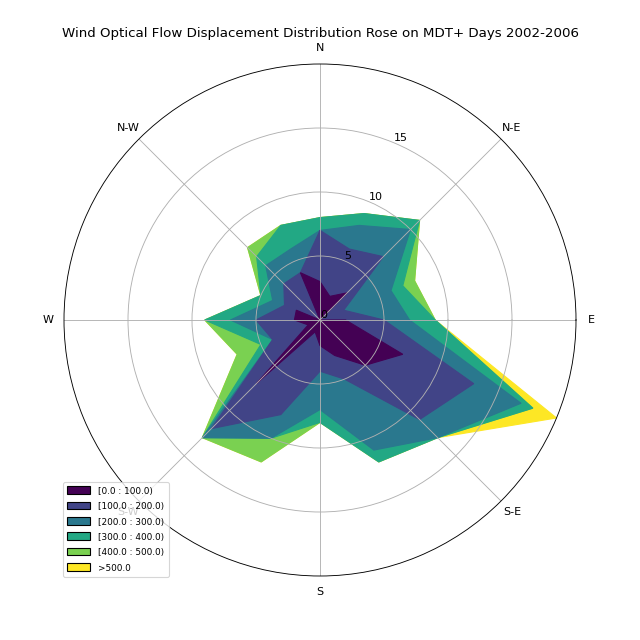 Wind Optical Flow Displacement Distribution Rose on MDT+ Days 2002-2006
N
N-W
N-E
15
10
5
0
W
E
S-W
S-E
[0.0 : 100.0)
[100.0 : 200.0)
[200.0 : 300.0)
[300.0 : 400.0)
[400.0 : 500.0)
>500.0
S